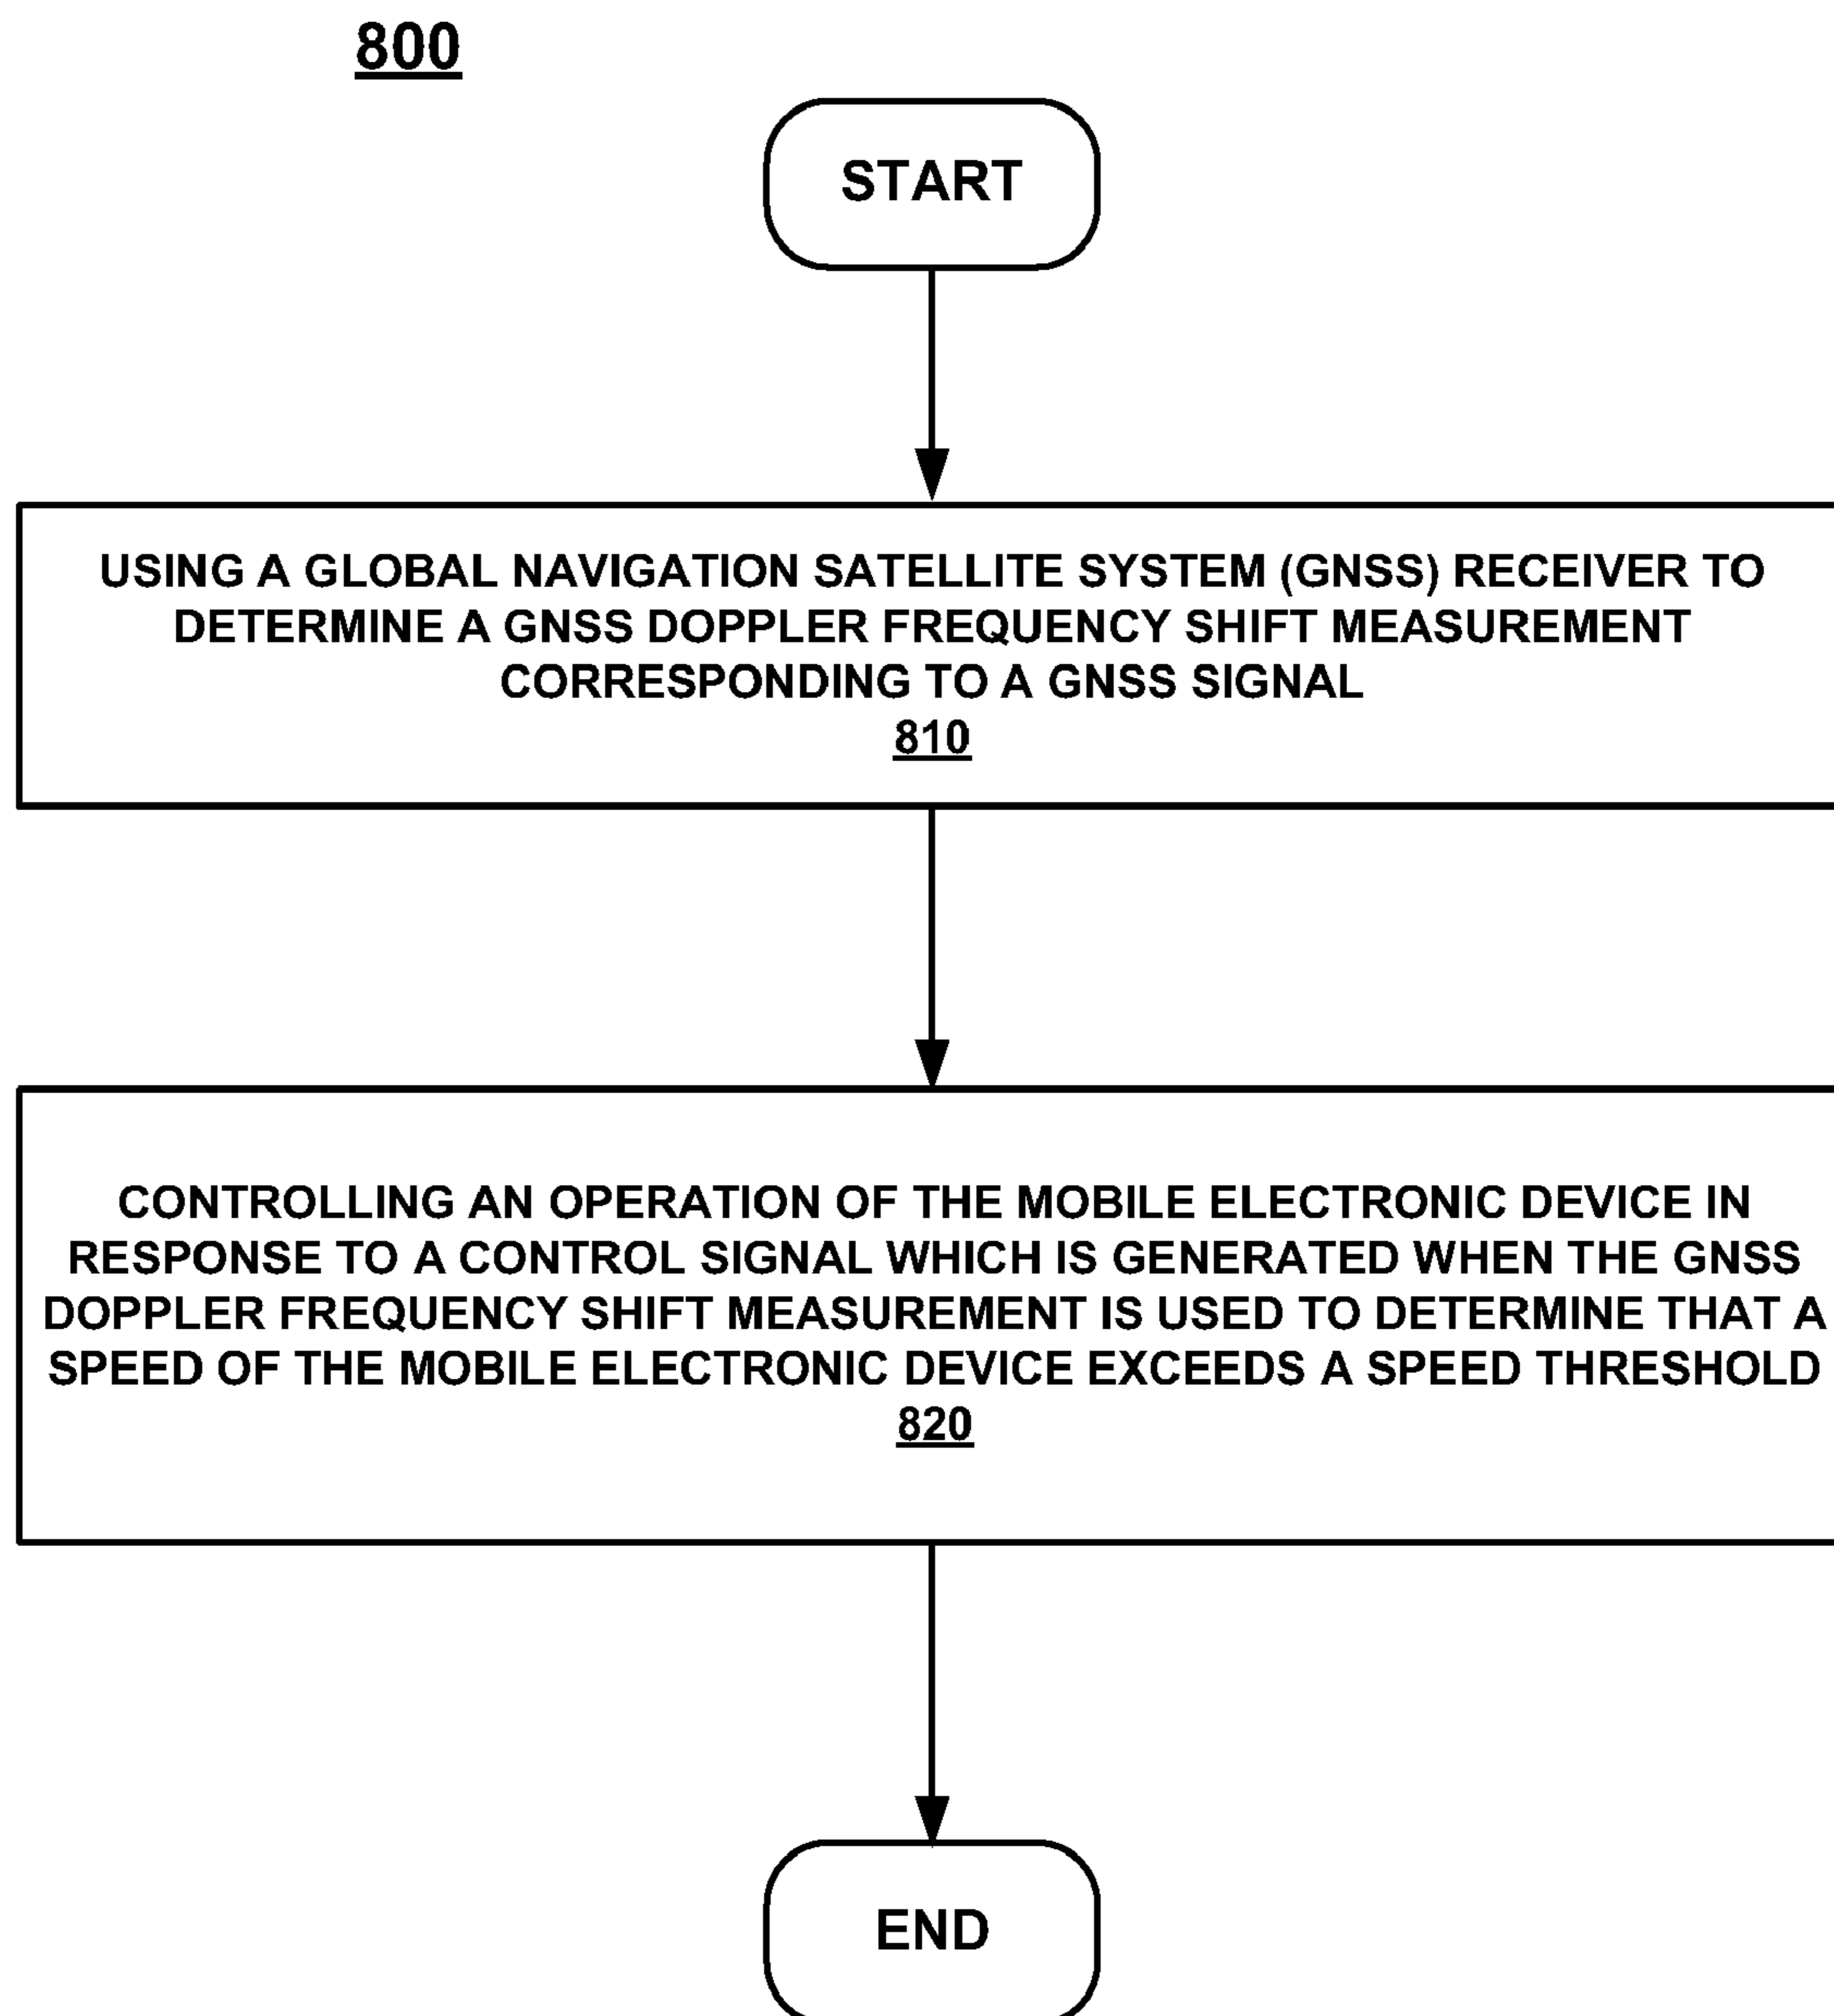 800
START
USING A GLOBAL NAVIGATION SATELLITE SYSTEM (GNSS) RECEIVER TO
DETERMINE A GNSS DOPPLER FREQUENCY SHIFT MEASUREMENT
CORRESPONDING TO A GNSS SIGNAL
810
CONTROLLING AN OPERATION OF THE MOBILE ELECTRONIC DEVICE IN
RESPONSE TO A CONTROL SIGNAL WHICH IS GENERATED WHEN THE GNSS
DOPPLER FREQUENCY SHIFT MEASUREMENT IS USED TO DETERMINE THAT A
SPEED OF THE MOBILE ELECTRONIC DEVICE EXCEEDS A SPEED THRESHOLD
820
END